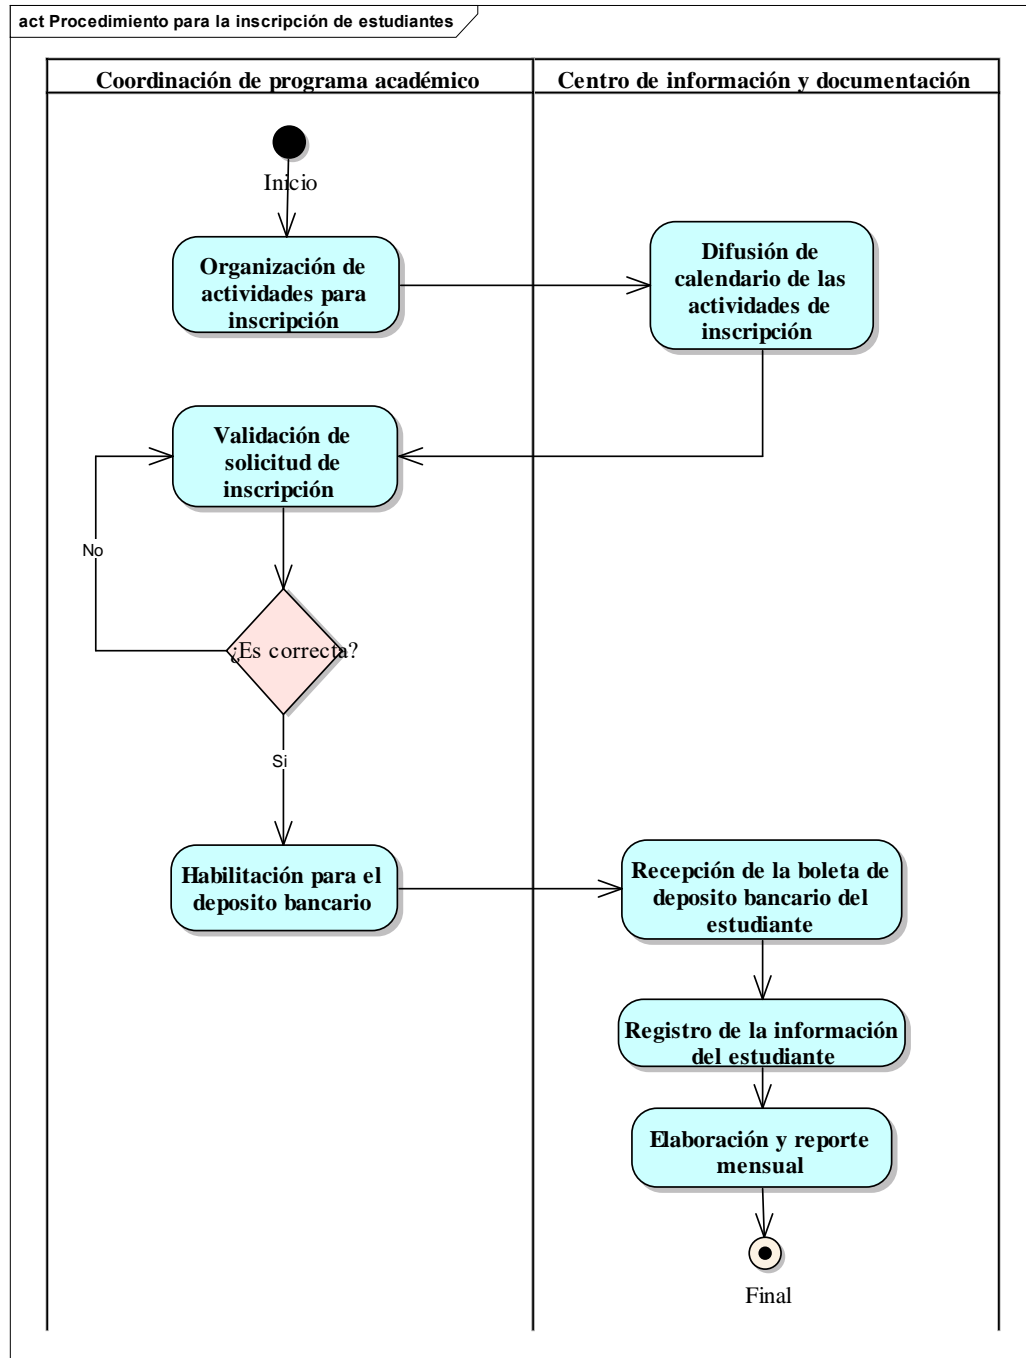 act Procedimiento para la inscripción de estudiantes
Coordinación de programa académico
Centro de información y documentación
Inicio
Organización de
actividades para
inscripción
Difusión de
calendario de las
actividades de
inscripción
Validación de
solicitud de
inscripción
No
¿Es correcta?
Si
Habilitación para el
deposito bancario
Recepción de la boleta de
deposito bancario del
estudiante
Registro de la información
del estudiante
Elaboración y reporte
mensual
Final